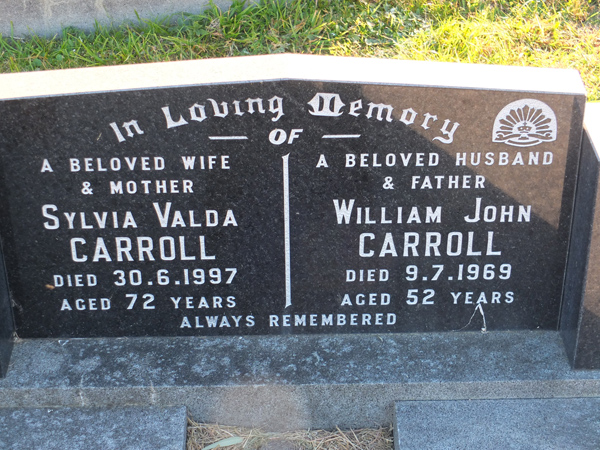 In Loving Memory
OF
A BELOVED WIFE
& MOTHER
SYLVIA VALDA
CARROLL
DIED 30.6.1997
AGED 72 YEARS
A BELOVED HUSBAND
& FATHER
WILLIAM JOHN
CARROLL
DIED 9.7.1969
AGED 52 YEARS
ALWAYS REMEMBERED